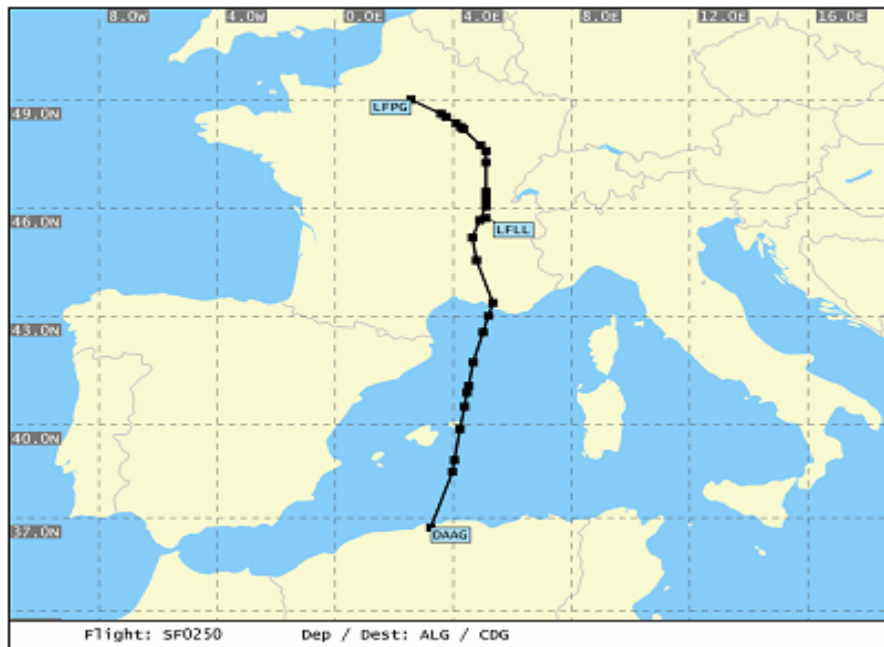 8.0W 4.0W 0.0E 4.0E 8.0E 12.0E 16.0E
LFPG
49.0N
46.0N
LFLL
43.0N
40.0N
37.0N
DAAG
Flight: SF0250 Dep / Dest: ALG / CDG